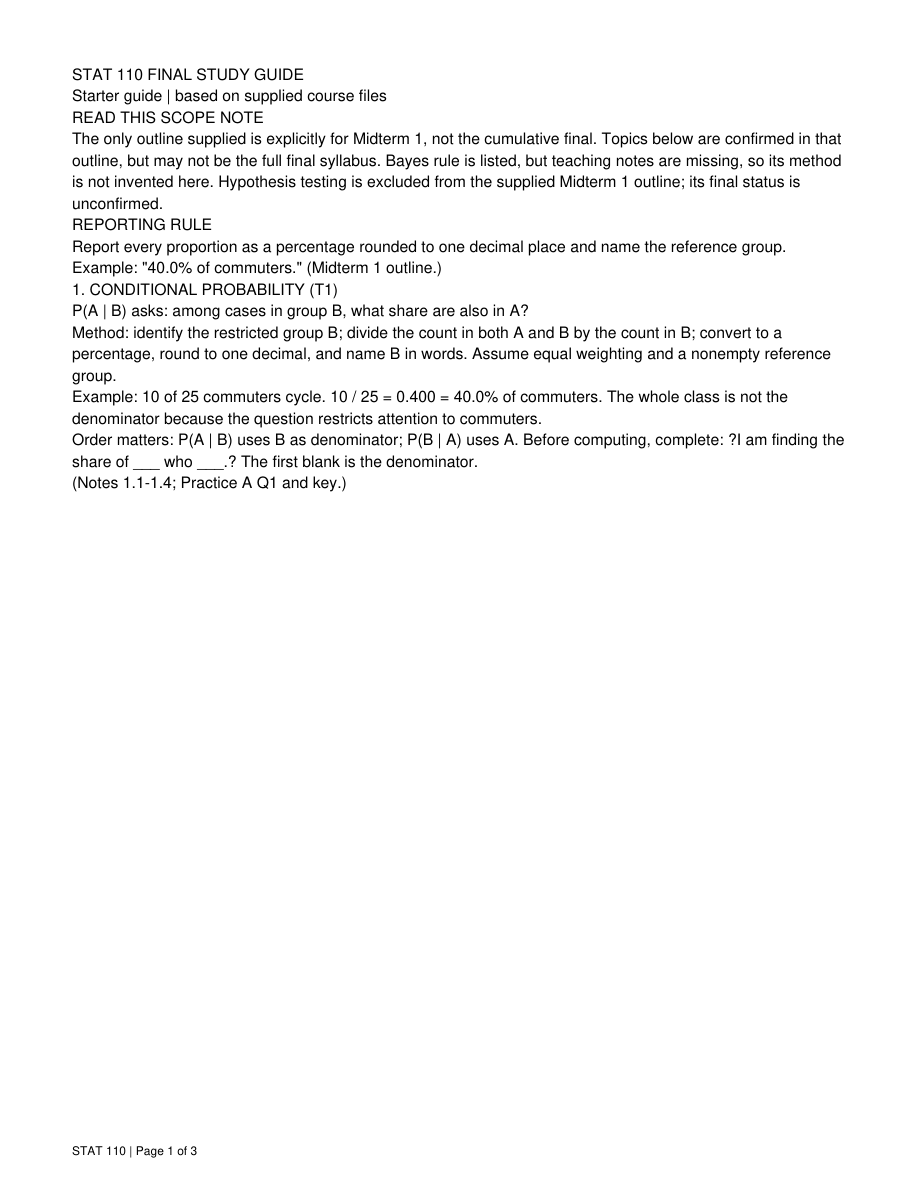 STAT 110 FINAL STUDY GUIDE
Starter guide | based on supplied course files
READ THIS SCOPE NOTE
The only outline supplied is explicitly for Midterm 1, not the cumulative final. Topics below are confirmed in that
outline, but may not be the full final syllabus. Bayes rule is listed, but teaching notes are missing, so its method
is not invented here. Hypothesis testing is excluded from the supplied Midterm 1 outline; its final status is
unconfirmed.
REPORTING RULE
Report every proportion as a percentage rounded to one decimal place and name the reference group.
Example: "40.0% of commuters." (Midterm 1 outline.)
1. CONDITIONAL PROBABILITY (T1)
P(A | B) asks: among cases in group B, what share are also in A?
Method: identify the restricted group B; divide the count in both A and B by the count in B; convert to a
percentage, round to one decimal, and name B in words. Assume equal weighting and a nonempty reference
group.
Example: 10 of 25 commuters cycle. 10 / 25 = 0.400 = 40.0% of commuters. The whole class is not the
denominator because the question restricts attention to commuters.
Order matters: P(A | B) uses B as denominator; P(B | A) uses A. Before computing, complete: ?I am finding the
share of ___ who ___.? The first blank is the denominator.
(Notes 1.1-1.4; Practice A Q1 and key.)
STAT 110 | Page 1 of 3